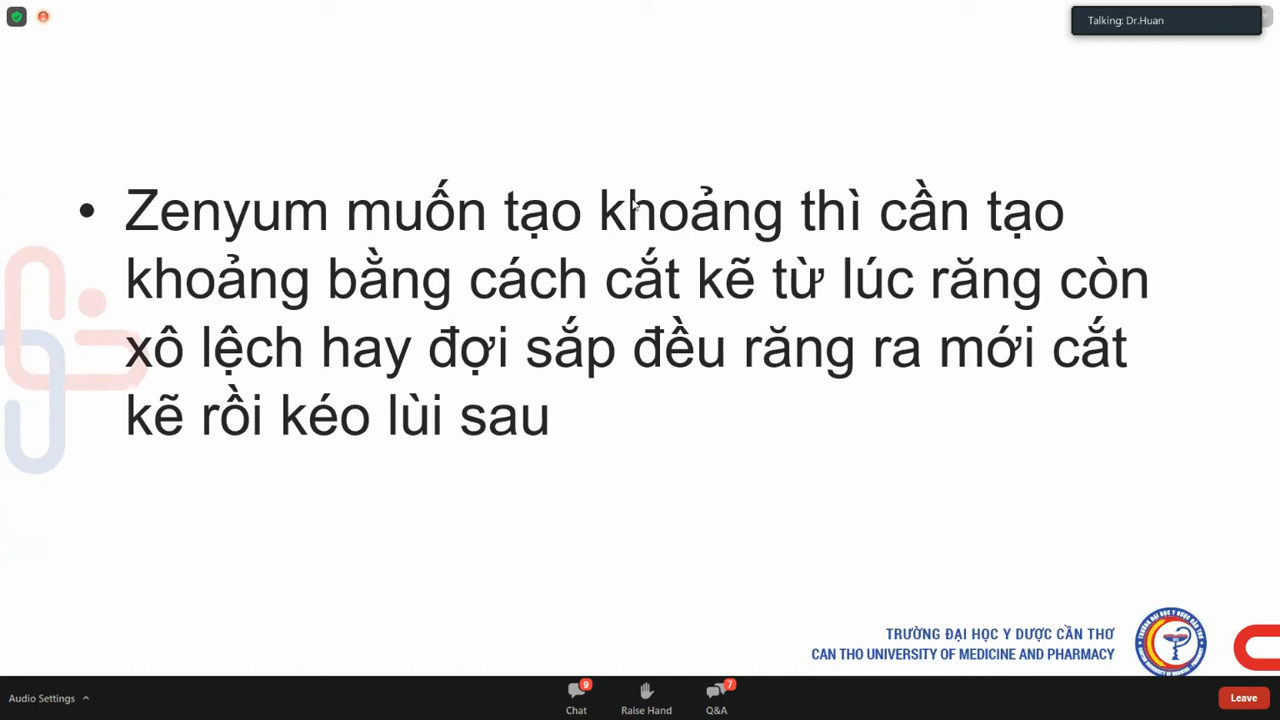 Talking: Dr.Huan
• Zenyum muốn tạo khoảng thì cần tạo
khoảng bằng cách cắt kẽ từ lúc răng còn
xô lệch hay đợi sắp đều răng ra mới cắt
kẽ rồi kéo lùi sau
TRƯỜNG ĐẠI HỌC Y DƯỢC CẦN THƠ
CAN THO UNIVERSITY OF MEDICINE AND PHARMACY
Audio Settings
9
Chat
Raise Hand
7
Q&A
Leave